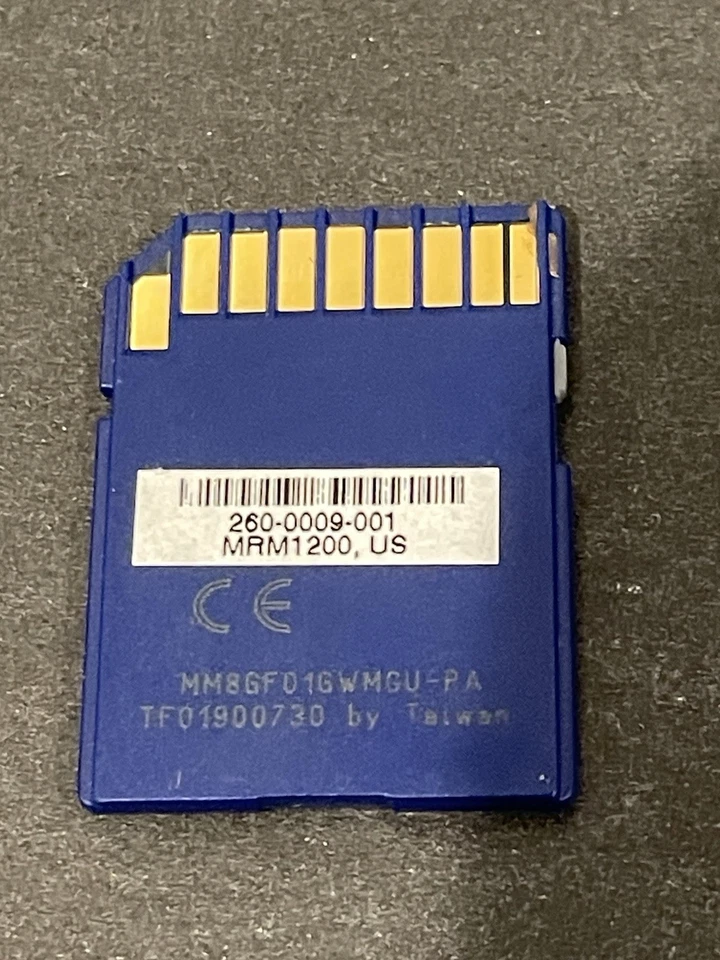 260-0009-001
MRM1200, US
CE
MM8GF01GWMGU-PA
TF01900730 by Taiwan